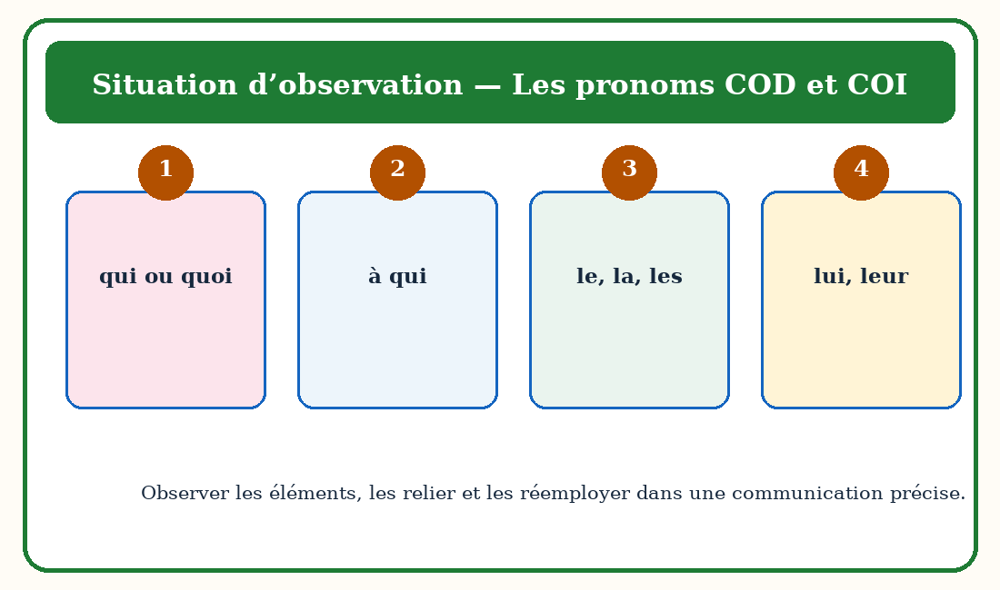 Situation d’observation — Les pronoms COD et COI
1
2
3
4
qui ou quoi
à qui
le, la, les
lui, leur
Observer les éléments, les relier et les réemployer dans une communication précise.